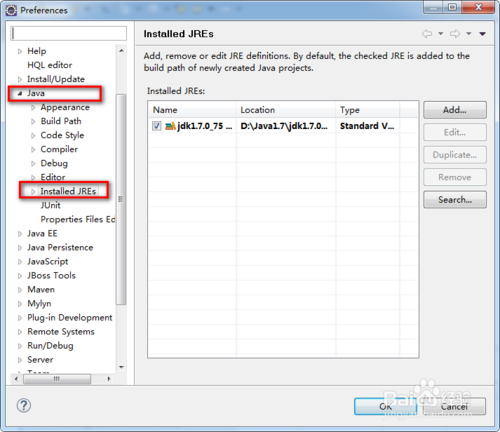 Preferences
Help
HQL editor
Install/Update
Java
Appearance
Build Path
Code Style
Compiler
Debug
Editor
Installed JREs
JUnit
Properties Files Ed
Java EE
Java Persistence
JavaScript
JBoss Tools
Maven
Mylyn
Plug-in Development
Remote Systems
Run/Debug
Server
Team
Installed JREs
Add, remove or edit JRE definitions. By default, the checked JRE is added to the
build path of newly created Java projects.
Installed JREs:
Name Location Type
jdk1.7.0_75 ... D:\Java1.7\jdk1.7.0... Standard V...
Add...
Edit...
Duplicate...
Remove
Search...
OK Cancel
Baidu 经验